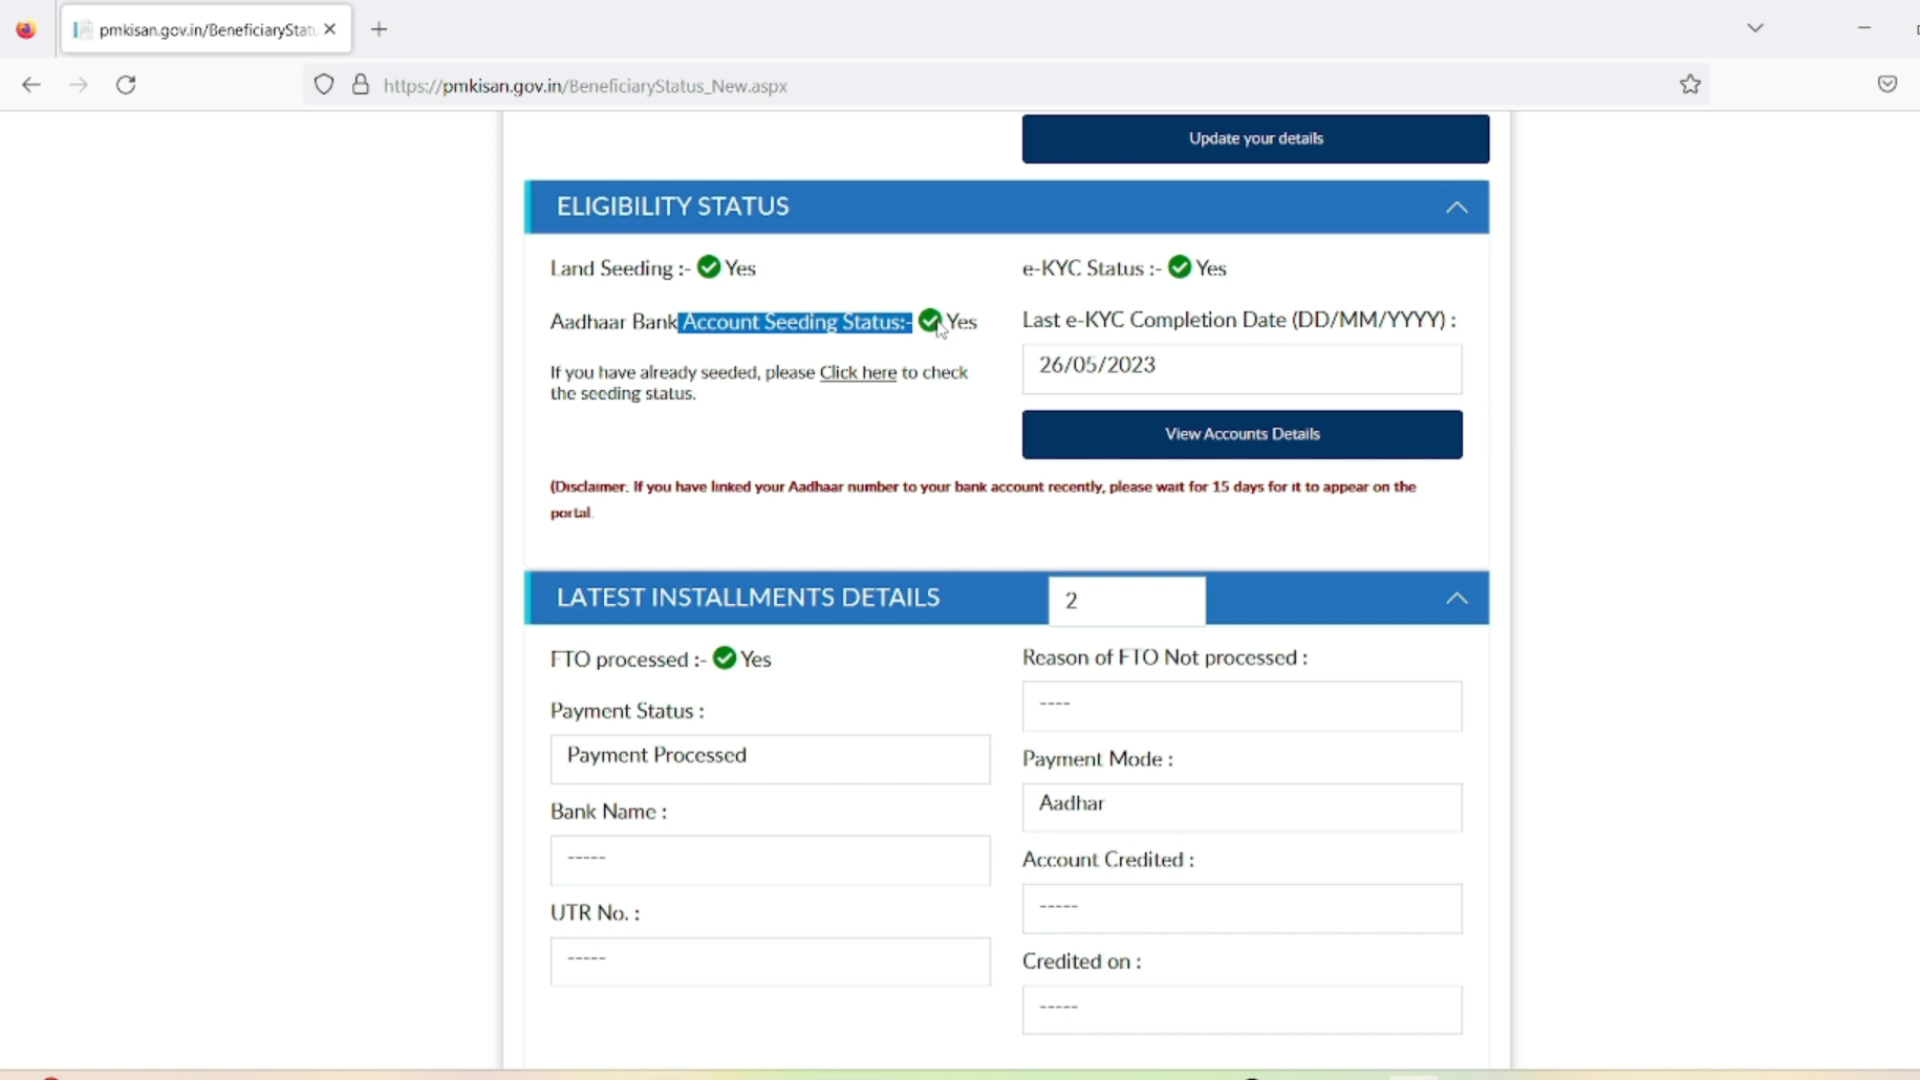 pmkisan.gov.in/BeneficiaryStatu
https://pmkisan.gov.in/BeneficiaryStatus_New.aspx
Update your details
ELIGIBILITY STATUS
Land Seeding :- Yes
e-KYC Status :- Yes
Aadhaar Bank Account Seeding Status:- Yes
Last e-KYC Completion Date (DD/MM/YYYY) :
26/05/2023
If you have already seeded, please Click here to check
the seeding status.
View Accounts Details
(Disclaimer. If you have linked your Aadhaar number to your bank account recently, please wait for 15 days for it to appear on the
portal.
LATEST INSTALLMENTS DETAILS
2
FTO processed :- Yes
Reason of FTO Not processed :
----
Payment Status :
Payment Processed
Payment Mode :
Aadhar
Bank Name :
-----
Account Credited :
-----
UTR No. :
-----
Credited on :
-----